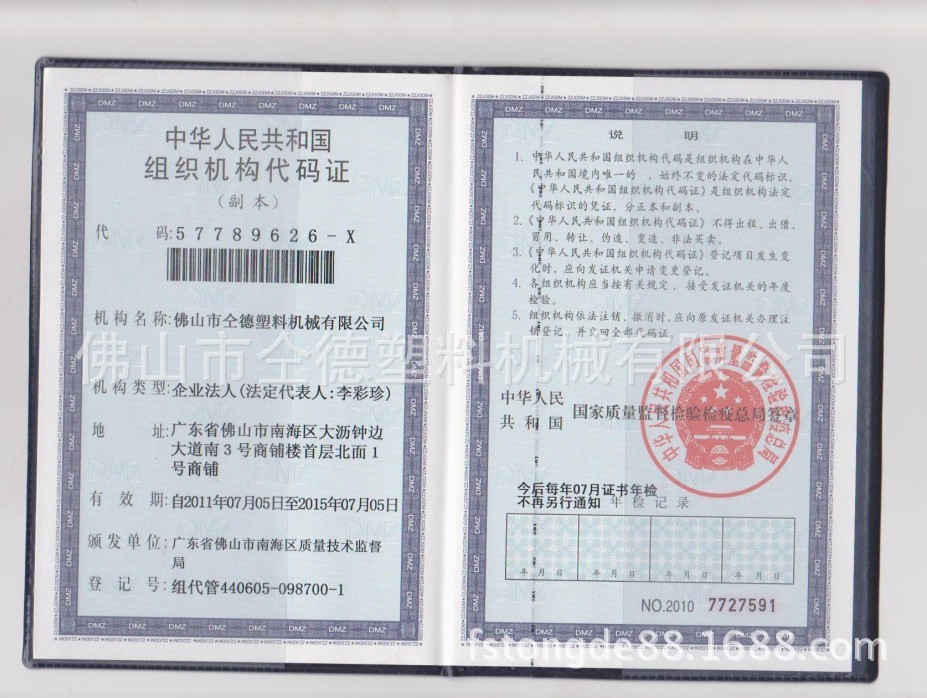 中华人民共和国
组织机构代码证
(副本)
代 码:57789626-X
机构名称:佛山市仝德塑料机械有限公司
机构类型:企业法人(法定代表人:李彩珍)
地 址:广东省佛山市南海区大沥钟边
大道南3号商铺楼首层北面1
号商铺
有 效 期:自2011年07月05日至2015年07月05日
颁发单位:广东省佛山市南海区质量技术监督
局
登 记 号:组代管440605-098700-1
说 明
1. 中华人民共和国组织机构代码是组织机构在中华人
民共和国境内唯一的、始终不变的法定代码标识,
《中华人民共和国组织机构代码证》是组织机构法定
代码标识的凭证,分正本和副本。
2.《中华人民共和国组织机构代码证》不得出租、出借、
冒用、转让、伪造、变造、非法买卖。
3.《中华人民共和国组织机构代码证》登记项目发生变
化时,应向发证机关申请变更登记。
4. 各组织机构应当按有关规定,接受发证机关的年度
检验。
5. 组织机构依法注销、撤消时,应向原发证机关办理注
销登记,并交回全部代码证。
中华人民
共和国 国家质量监督检验检疫总局签章
中华人民共和国国家质量监督检验检疫总局
今后每年07月证书年检
不再另行通知 年检记录
年 月 日 年 月 日 年 月 日 年 月 日
NO.2010 7727591
佛山市仝德塑料机械有限公司
fstongde88.1688.com